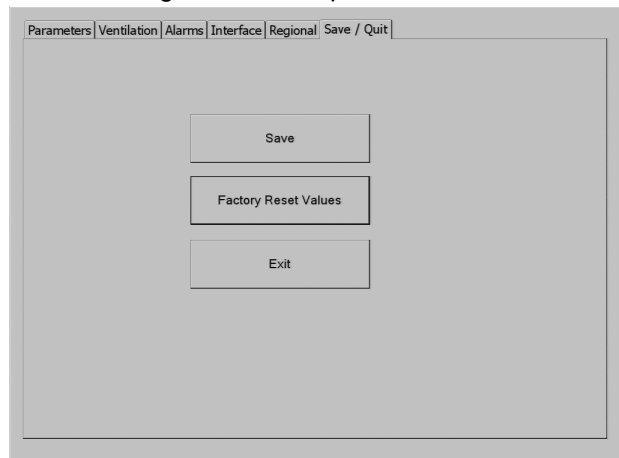 Parameters Ventilation Alarms Interface Regional Save / Quit
Save
Factory Reset Values
Exit